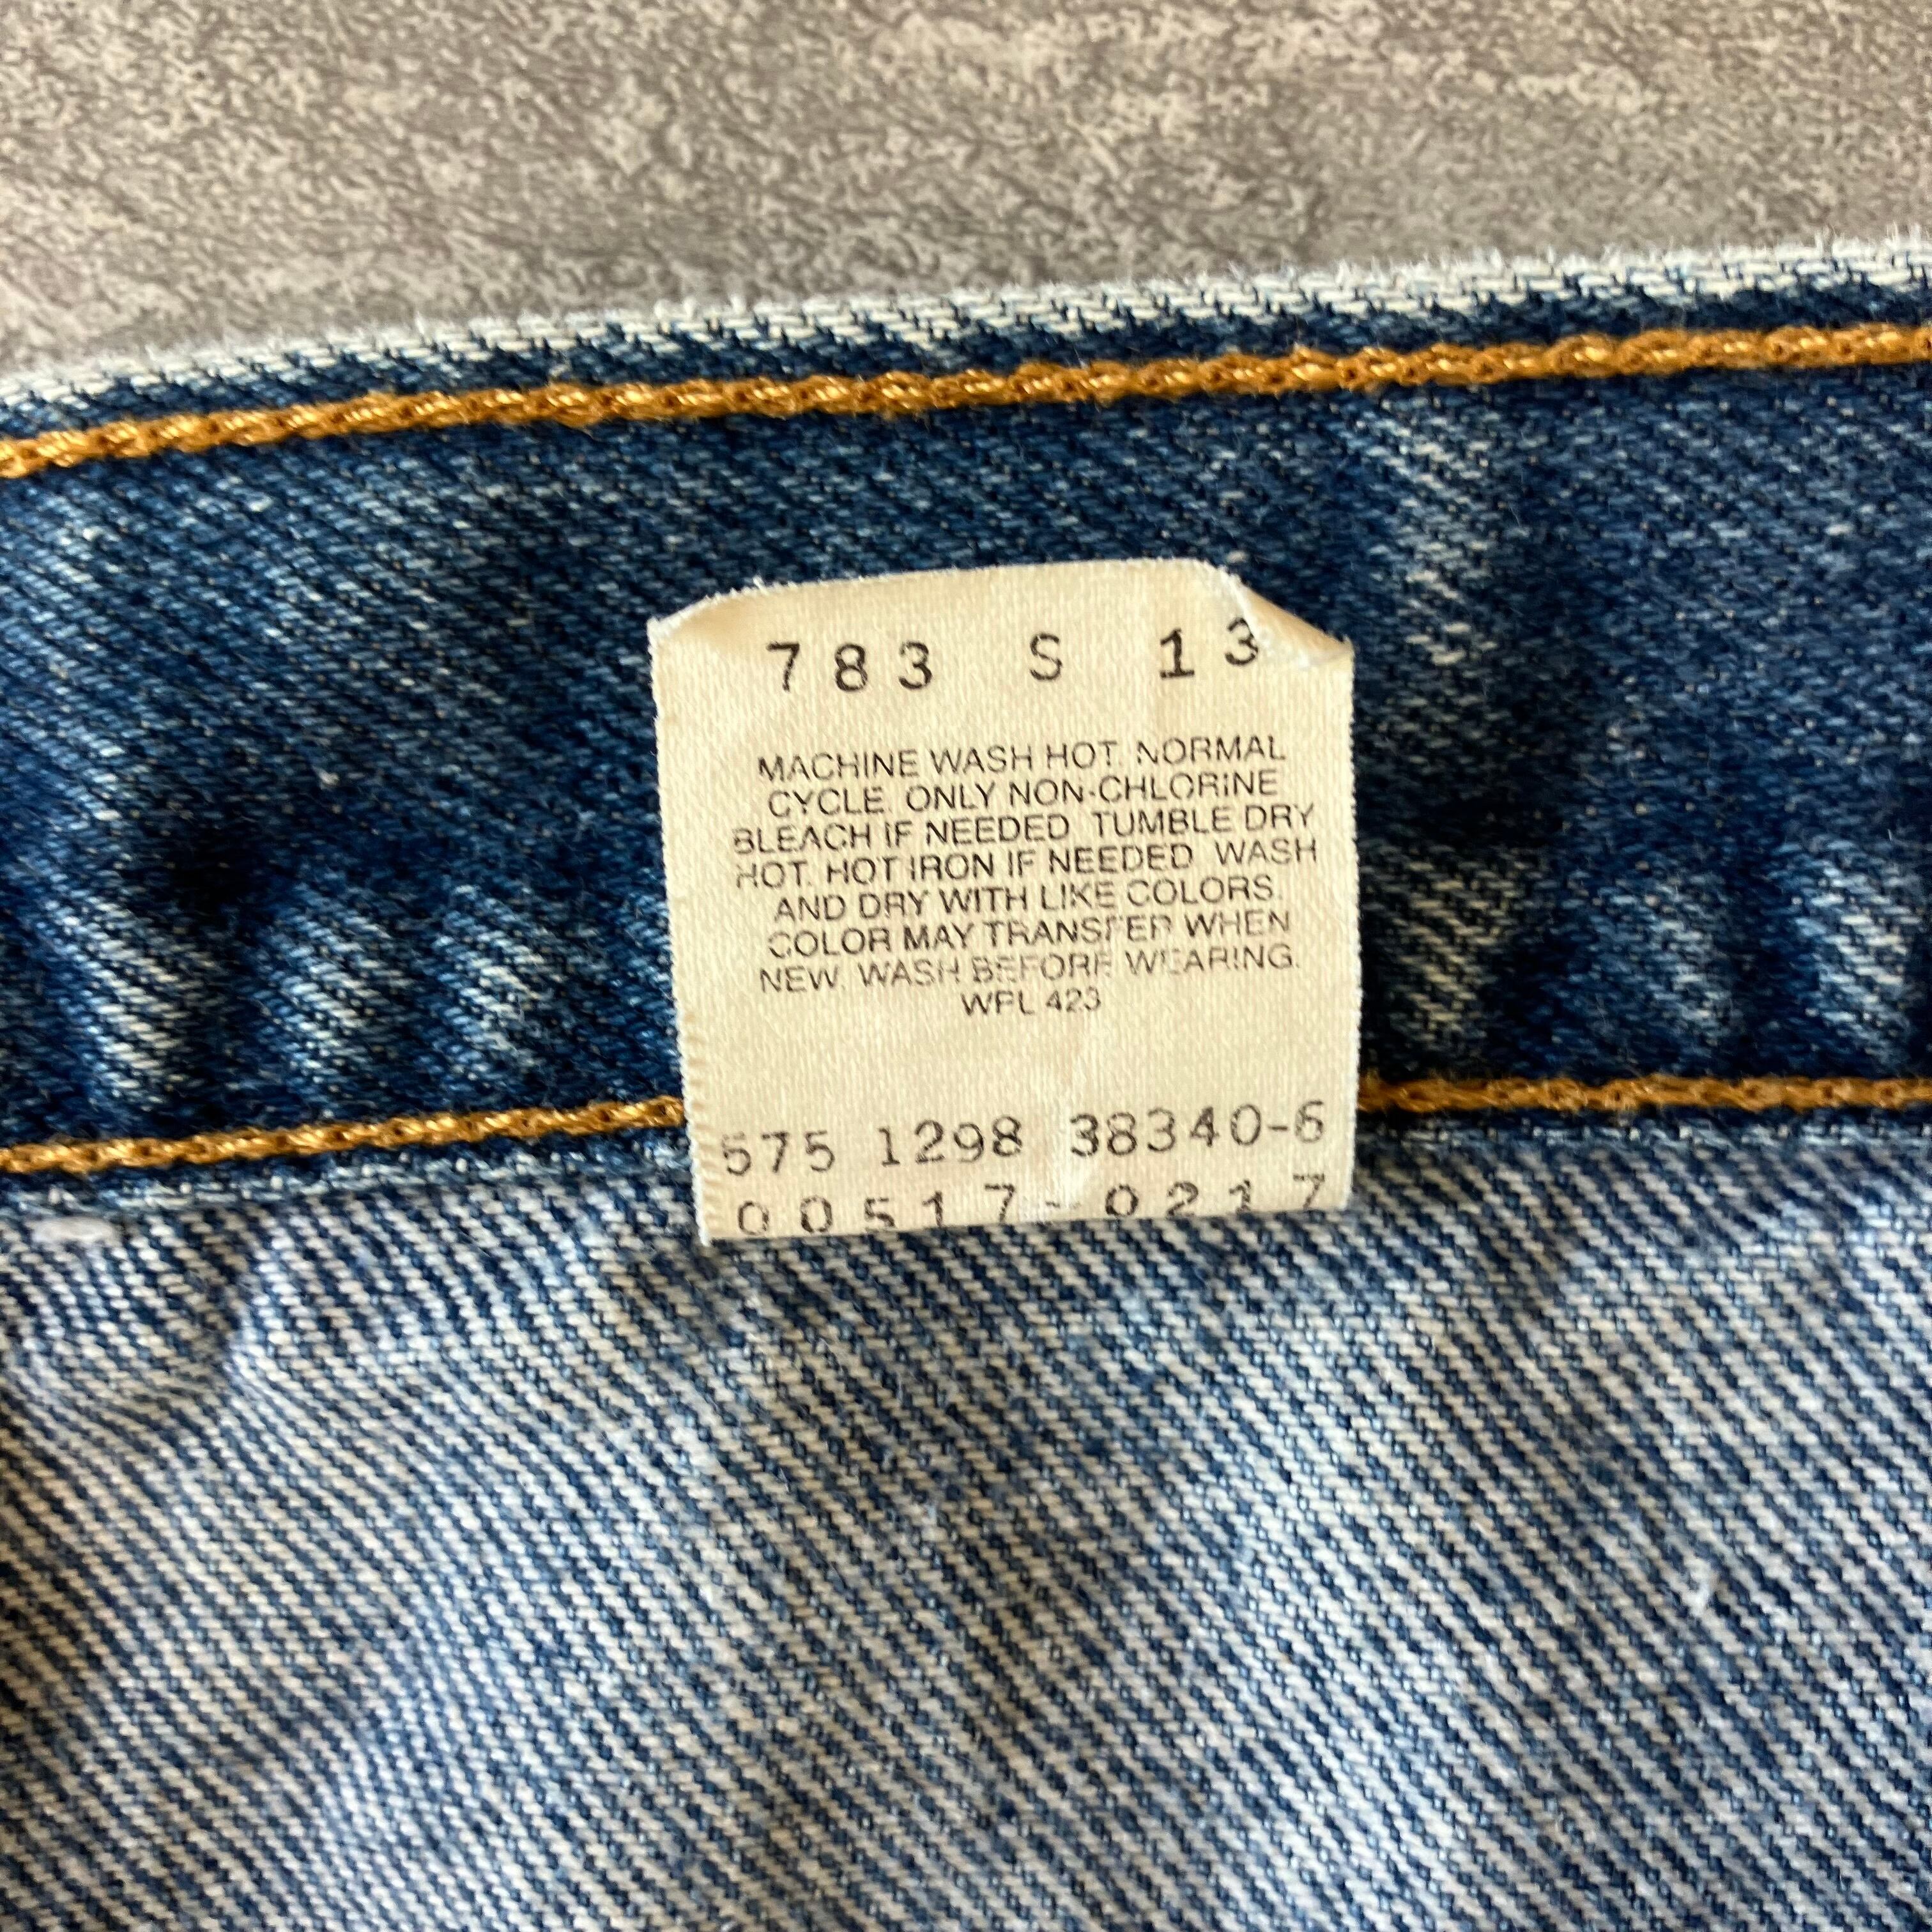 783 S 13
MACHINE WASH HOT. NORMAL
CYCLE. ONLY NON-CHLORINE
BLEACH IF NEEDED. TUMBLE DRY
HOT. HOT IRON IF NEEDED. WASH
AND DRY WITH LIKE COLORS.
COLOR MAY TRANSFER WHEN
NEW. WASH BEFORE WEARING.
WPL 423
575 1298 38340-6
00517-0217